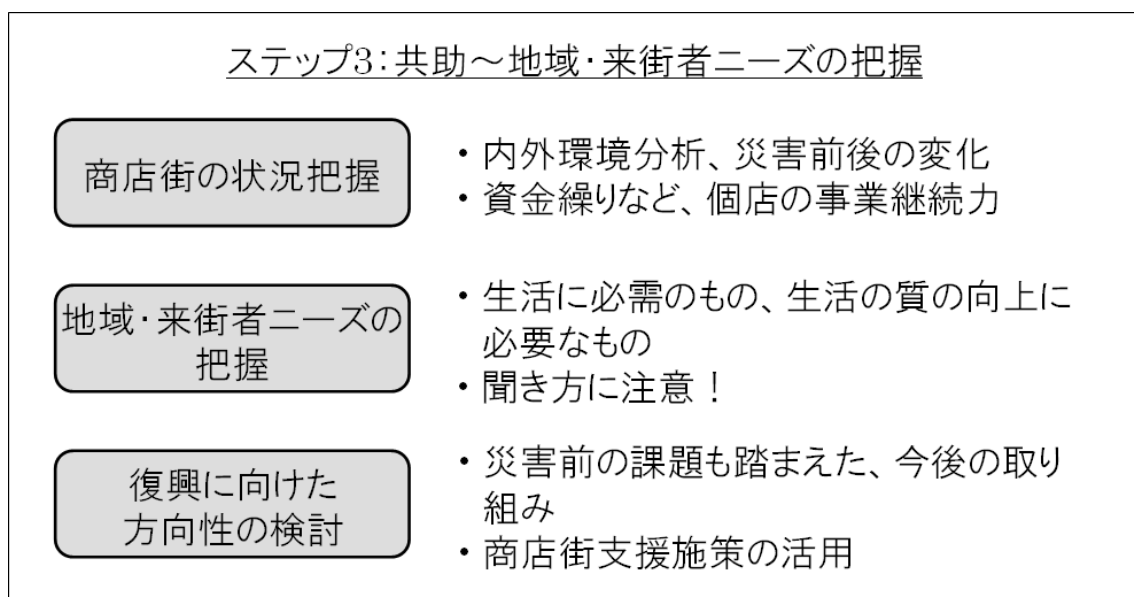 ステップ3:共助～地域・来街者ニーズの把握
商店街の状況把握
・内外環境分析、災害前後の変化
・資金繰りなど、個店の事業継続力
地域・来街者ニーズの
把握
・生活に必需のもの、生活の質の向上に
必要なもの
・聞き方に注意！
復興に向けた
方向性の検討
・災害前の課題も踏まえた、今後の取り
組み
・商店街支援施策の活用